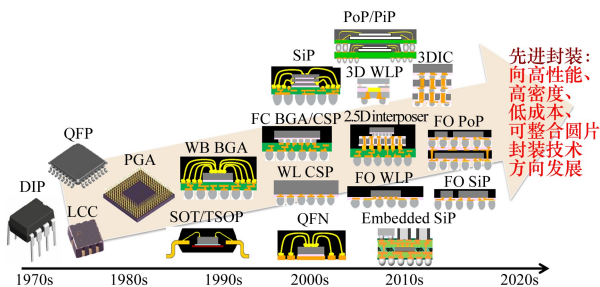 PoP/PiP
SiP
3D WLP
3DIC
先进封装：
向高性能、
高密度、
低成本、
可整合圆片
封装技术
方向发展
QFP
PGA
WB BGA
FC BGA/CSP
2.5D interposer
FO PoP
DIP
LCC
WL CSP
FO WLP
FO SiP
SOT/TSOP
QFN
Embedded SiP
1970s 1980s 1990s 2000s 2010s 2020s